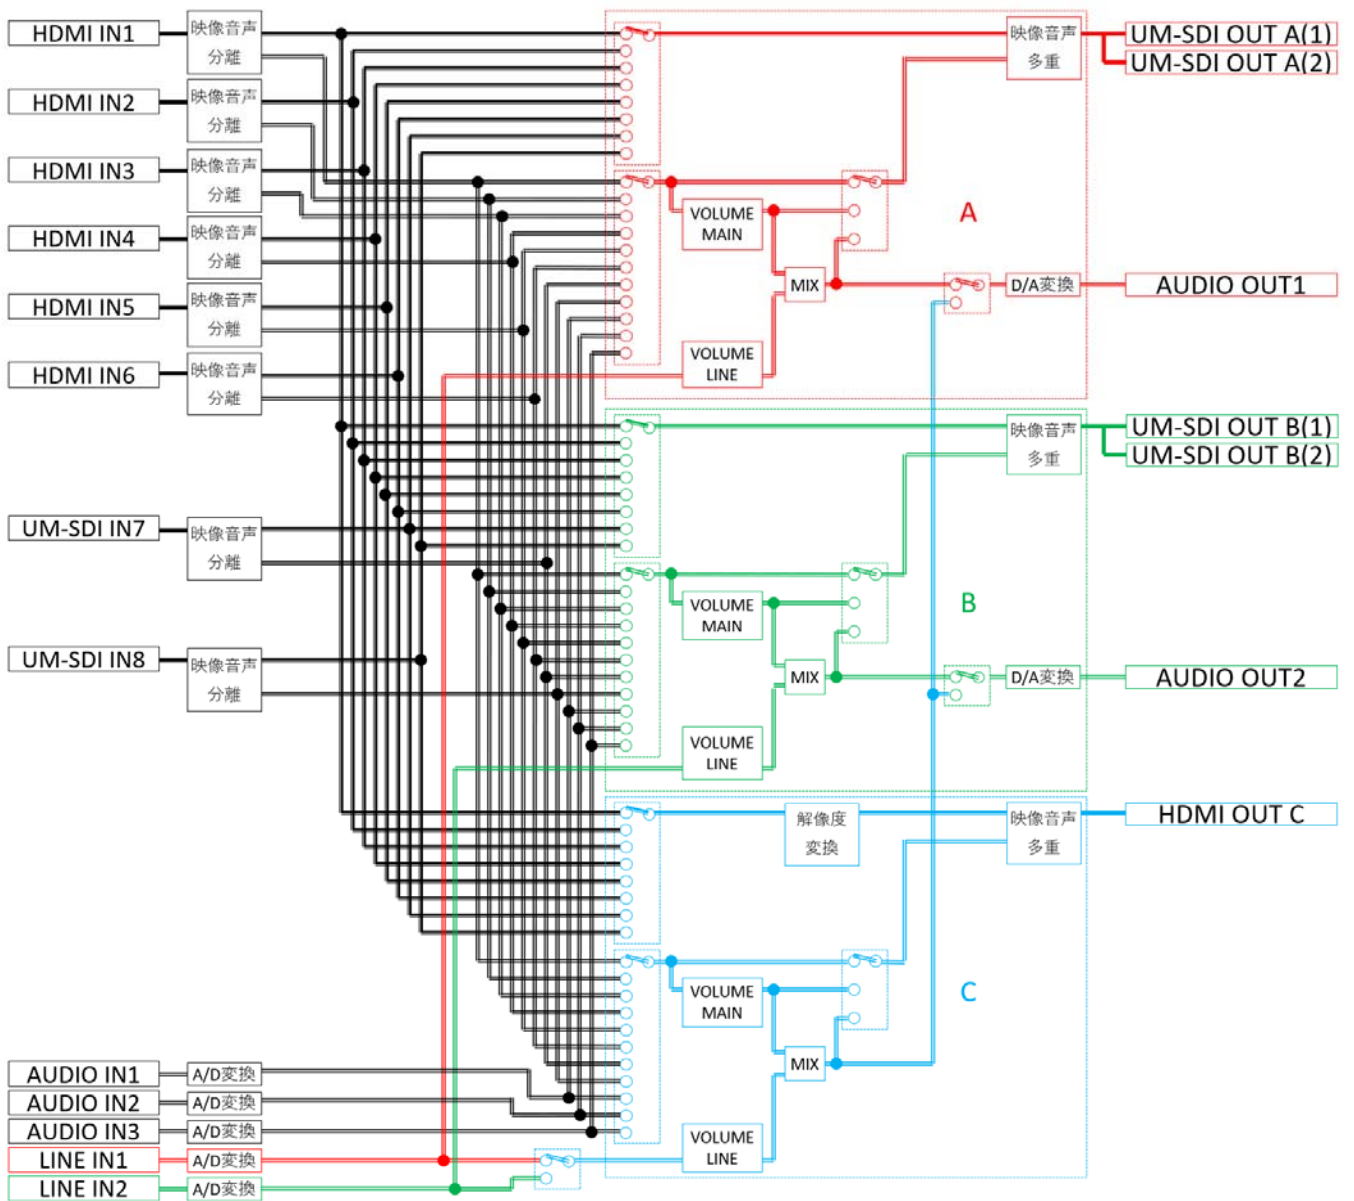 HDMI IN1
映像音声
分離
HDMI IN2
映像音声
分離
HDMI IN3
映像音声
分離
HDMI IN4
映像音声
分離
HDMI IN5
映像音声
分離
HDMI IN6
映像音声
分離
UM-SDI IN7
映像音声
分離
UM-SDI IN8
映像音声
分離
AUDIO IN1
A/D変換
AUDIO IN2
A/D変換
AUDIO IN3
A/D変換
LINE IN1
A/D変換
LINE IN2
A/D変換
映像音声
多重
UM-SDI OUT A(1)
UM-SDI OUT A(2)
A
VOLUME
MAIN
MIX
D/A変換
AUDIO OUT1
VOLUME
LINE
映像音声
多重
UM-SDI OUT B(1)
UM-SDI OUT B(2)
B
VOLUME
MAIN
MIX
D/A変換
AUDIO OUT2
VOLUME
LINE
解像度
変換
映像音声
多重
HDMI OUT C
C
VOLUME
MAIN
MIX
VOLUME
LINE